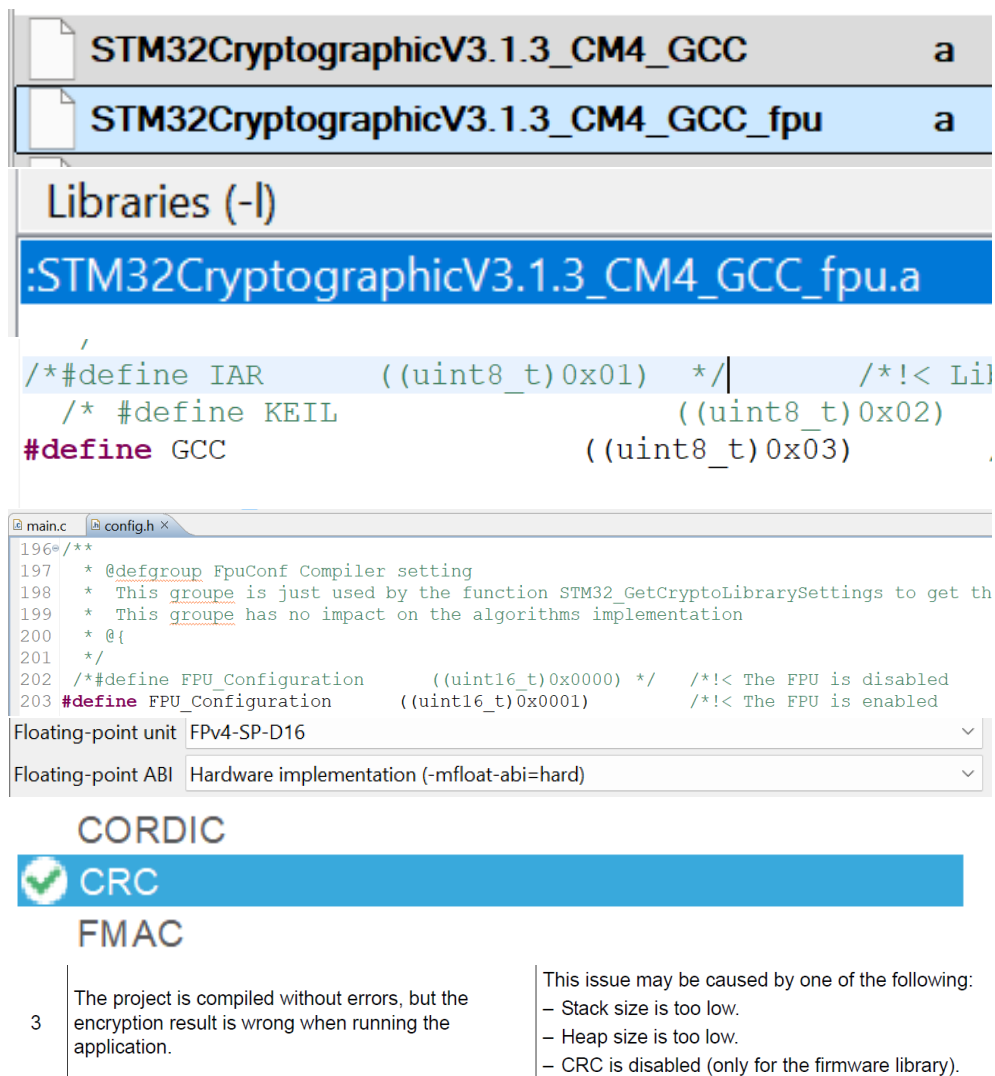 STM32CryptographicV3.1.3_CM4_GCC a
STM32CryptographicV3.1.3_CM4_GCC_fpu a
Libraries (-l)
:STM32CryptographicV3.1.3_CM4_GCC_fpu.a
/
/*#define IAR ((uint8_t)0x01) */ /*!<
/* #define KEIL ((uint8_t)0x02)
#define GCC ((uint8_t)0x03) /
main.c config.h ×
196 /**
197 * @defgroup FpuConf Compiler setting
198 * This groupe is just used by the function STM32_GetCryptoLibrarySettings to get th
199 * This groupe has no impact on the algorithms implementation
200 * @{
201 */
202 /*#define FPU_Configuration ((uint16_t)0x0000) */ /*!< The FPU is disabled
203 #define FPU_Configuration ((uint16_t)0x0001) /*!< The FPU is enabled
Floating-point unit FPv4-SP-D16
Floating-point ABI Hardware implementation (-mfloat-abi=hard)
CORDIC
CRC
FMAC
This issue may be caused by one of the following:
The project is compiled without errors, but the
– Stack size is too low.
3 encryption result is wrong when running the
– Heap size is too low.
application.
– CRC is disabled (only for the firmware library).